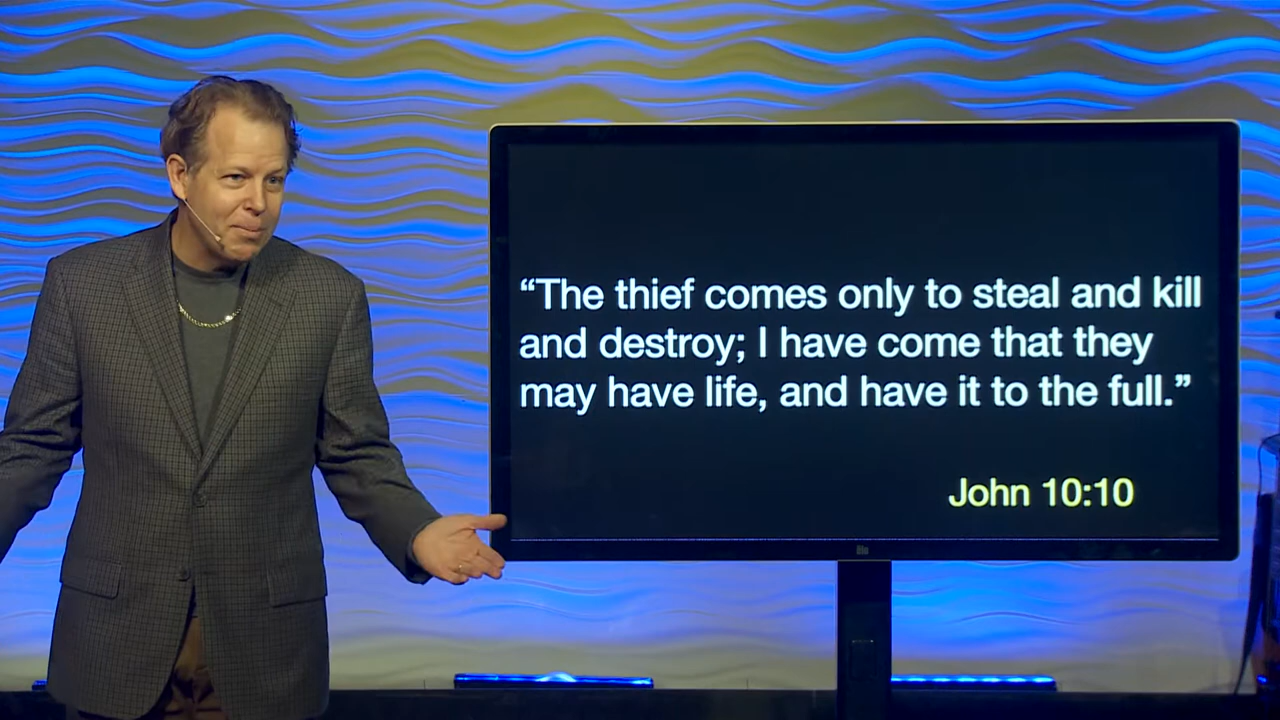 “The thief comes only to steal and kill
and destroy; I have come that they
may have life, and have it to the full.”
John 10:10
elo